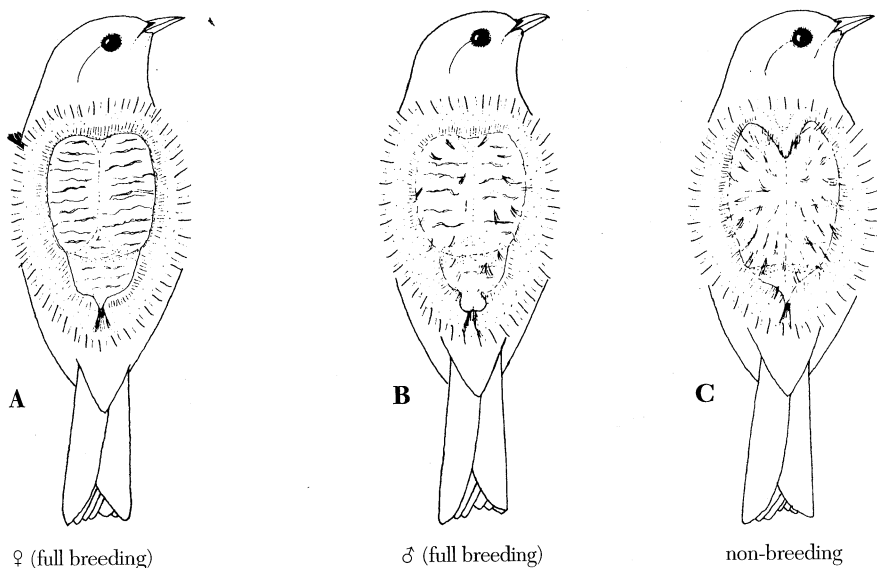 A
B
C
♀ (full breeding)
♂ (full breeding)
non-breeding